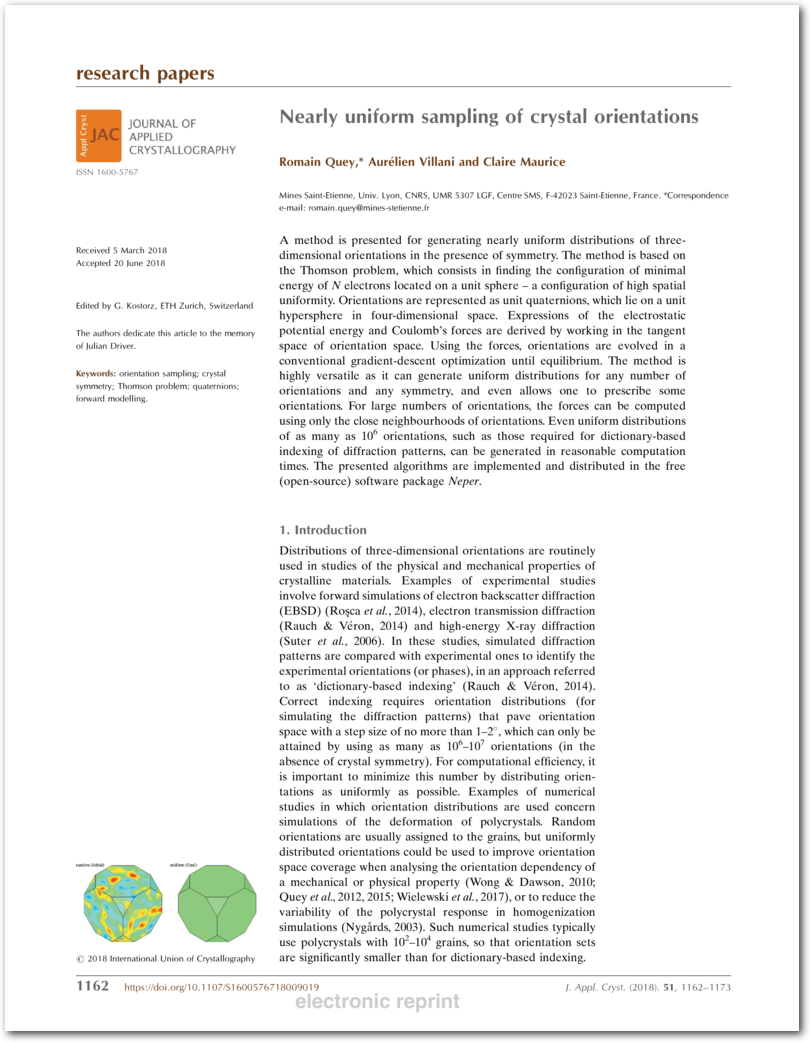 research papers
Appl Cryst
JAC
JOURNAL OF
APPLIED
CRYSTALLOGRAPHY
ISSN 1600-5767
Nearly uniform sampling of crystal orientations
Romain Quey,* Aurélien Villani and Claire Maurice
Mines Saint-Etienne, Univ. Lyon, CNRS, UMR 5307 LGF, Centre SMS, F-42023 Saint-Etienne, France. *Correspondence
e-mail: romain.quey@mines-stetienne.fr
Received 5 March 2018
Accepted 20 June 2018
Edited by G. Kostorz, ETH Zurich, Switzerland
The authors dedicate this article to the memory
of Julian Driver.
Keywords: orientation sampling; crystal
symmetry; Thomson problem; quaternions;
forward modelling.
A method is presented for generating nearly uniform distributions of three-
dimensional orientations in the presence of symmetry. The method is based on
the Thomson problem, which consists in finding the configuration of minimal
energy of N electrons located on a unit sphere – a configuration of high spatial
uniformity. Orientations are represented as unit quaternions, which lie on a unit
hypersphere in four-dimensional space. Expressions of the electrostatic
potential energy and Coulomb's forces are derived by working in the tangent
space of orientation space. Using the forces, orientations are evolved in a
conventional gradient-descent optimization until equilibrium. The method is
highly versatile as it can generate uniform distributions for any number of
orientations and any symmetry, and even allows one to prescribe some
orientations. For large numbers of orientations, the forces can be computed
using only the close neighbourhoods of orientations. Even uniform distributions
of as many as 10⁶ orientations, such as those required for dictionary-based
indexing of diffraction patterns, can be generated in reasonable computation
times. The presented algorithms are implemented and distributed in the free
(open-source) software package Neper.
1. Introduction
Distributions of three-dimensional orientations are routinely
used in studies of the physical and mechanical properties of
crystalline materials. Examples of experimental studies
involve forward simulations of electron backscatter diffraction
(EBSD) (Roşca et al., 2014), electron transmission diffraction
(Rauch & Véron, 2014) and high-energy X-ray diffraction
(Suter et al., 2006). In these studies, simulated diffraction
patterns are compared with experimental ones to identify the
experimental orientations (or phases), in an approach referred
to as ‘dictionary-based indexing’ (Rauch & Véron, 2014).
Correct indexing requires orientation distributions (for
simulating the diffraction patterns) that pave orientation
space with a step size of no more than 1–2°, which can only be
attained by using as many as 10⁶–10⁷ orientations (in the
absence of crystal symmetry). For computational efficiency, it
is important to minimize this number by distributing orien-
tations as uniformly as possible. Examples of numerical
studies in which orientation distributions are used concern
simulations of the deformation of polycrystals. Random
orientations are usually assigned to the grains, but uniformly
distributed orientations could be used to improve orientation
space coverage when analysing the orientation dependency of
a mechanical or physical property (Wong & Dawson, 2010;
Quey et al., 2012, 2015; Wielewski et al., 2017), or to reduce the
variability of the polycrystal response in homogenization
simulations (Nygårds, 2003). Such numerical studies typically
use polycrystals with 10²–10⁴ grains, so that orientation sets
are significantly smaller than for dictionary-based indexing.
random (initial)
uniform (final)
© 2018 International Union of Crystallography
1162 https://doi.org/10.1107/S1600576718009019
J. Appl. Cryst. (2018). 51, 1162–1173
electronic reprint